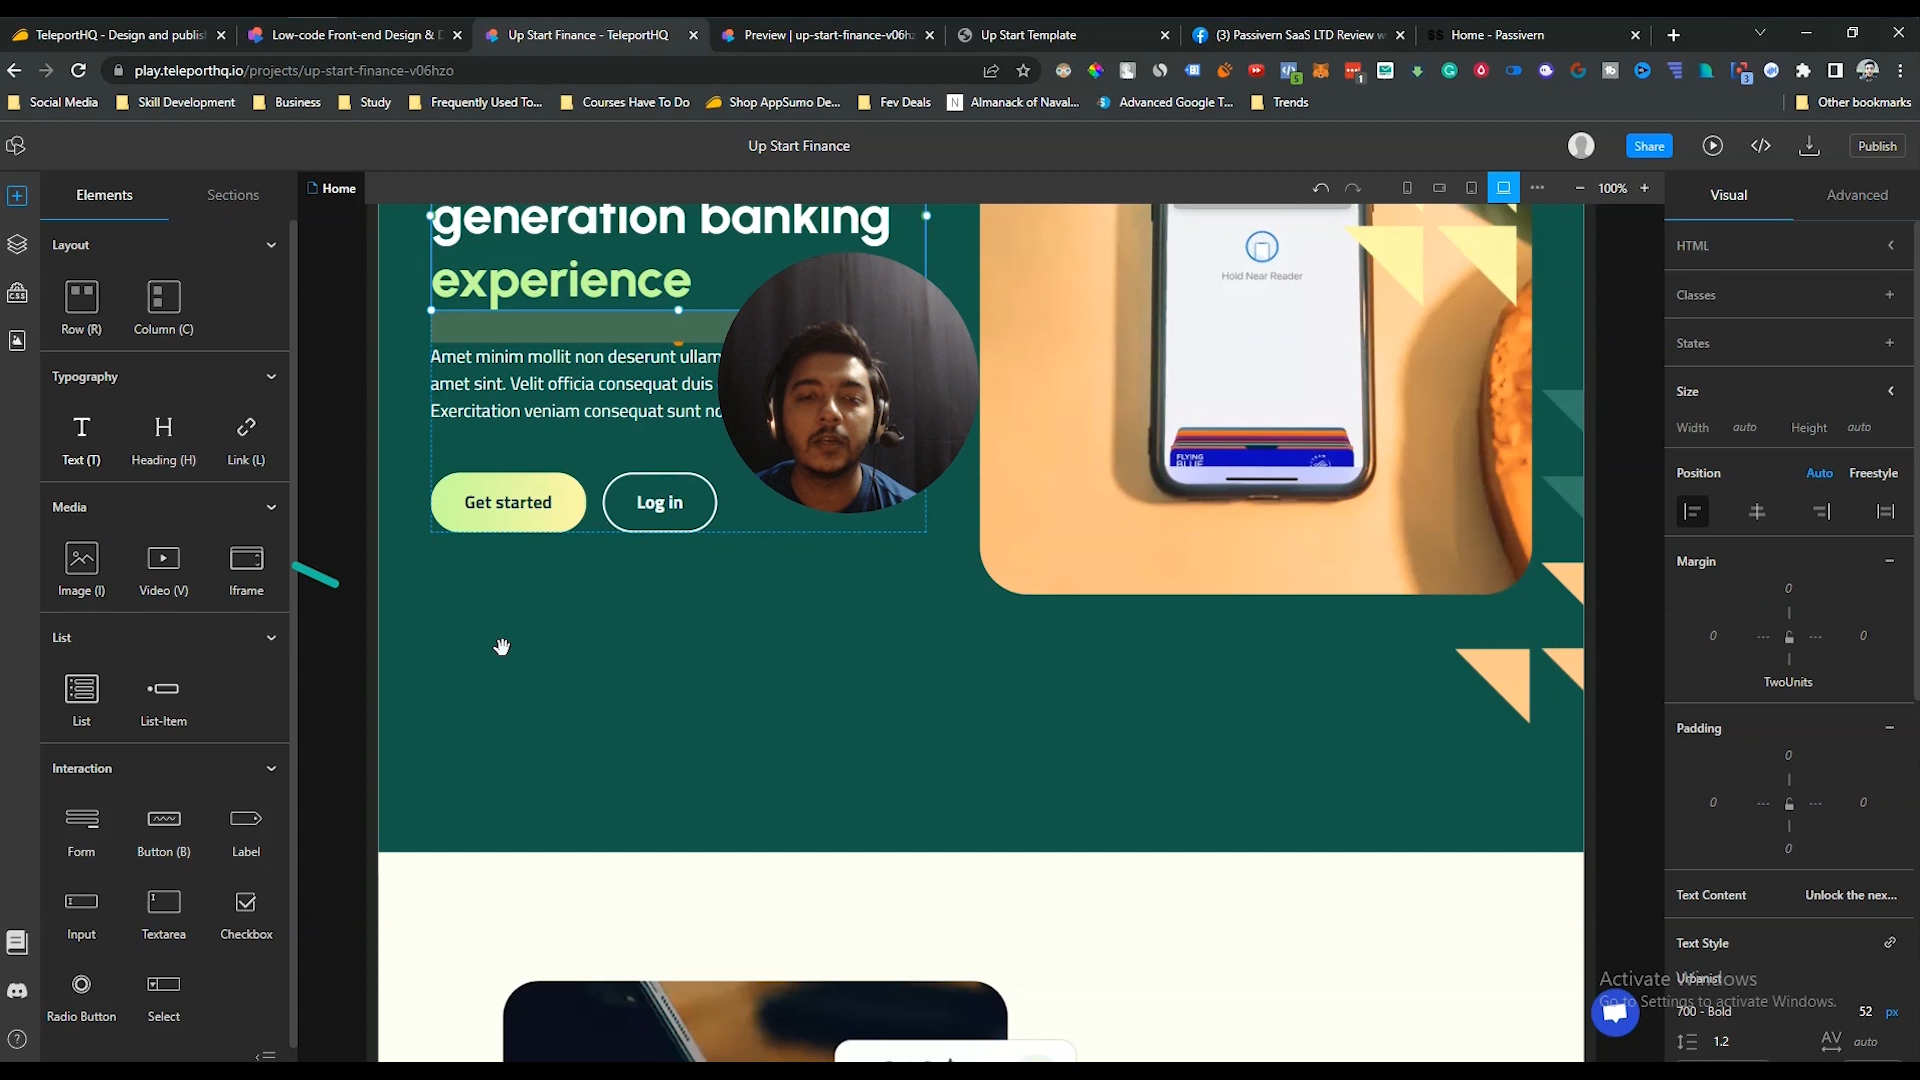 TeleportHQ - Design and publis
Low-code Front-end Design & D
Up Start Finance - TeleportHQ
Preview | up-start-finance-v06hz
Up Start Template
(3) Passivern SaaS LTD Review w
Home - Passivern
play.teleporthq.io/projects/up-start-finance-v06hzo
Social Media
Skill Development
Business
Study
Frequently Used To...
Courses Have To Do
Shop AppSumo De...
Fev Deals
Almanack of Naval...
Advanced Google T...
Trends
Other bookmarks
Up Start Finance
Share
Publish
Elements
Sections
Home
100%
Visual
Advanced
Layout
Row (R)
Column (C)
Typography
Text (T)
Heading (H)
Link (L)
Media
Image (I)
Video (V)
Iframe
List
List
List-Item
Interaction
Form
Button (B)
Label
Input
Textarea
Checkbox
Radio Button
Select
generation banking
experience
Amet minim mollit non deserunt ullam
amet sint. Velit officia consequat duis
Exercitation veniam consequat sunt no
Get started
Log in
Hold Near Reader
FLYING
BLUE
HTML
Classes
States
Size
Width auto Height auto
Position Auto Freestyle
Margin
0
0 0
TwoUnits
Padding
0
0 0
0
Text Content Unlock the nex...
Text Style
Urbanist
700 - Bold 52 px
1.2 AV auto
Activate Windows
Go to Settings to activate Windows.